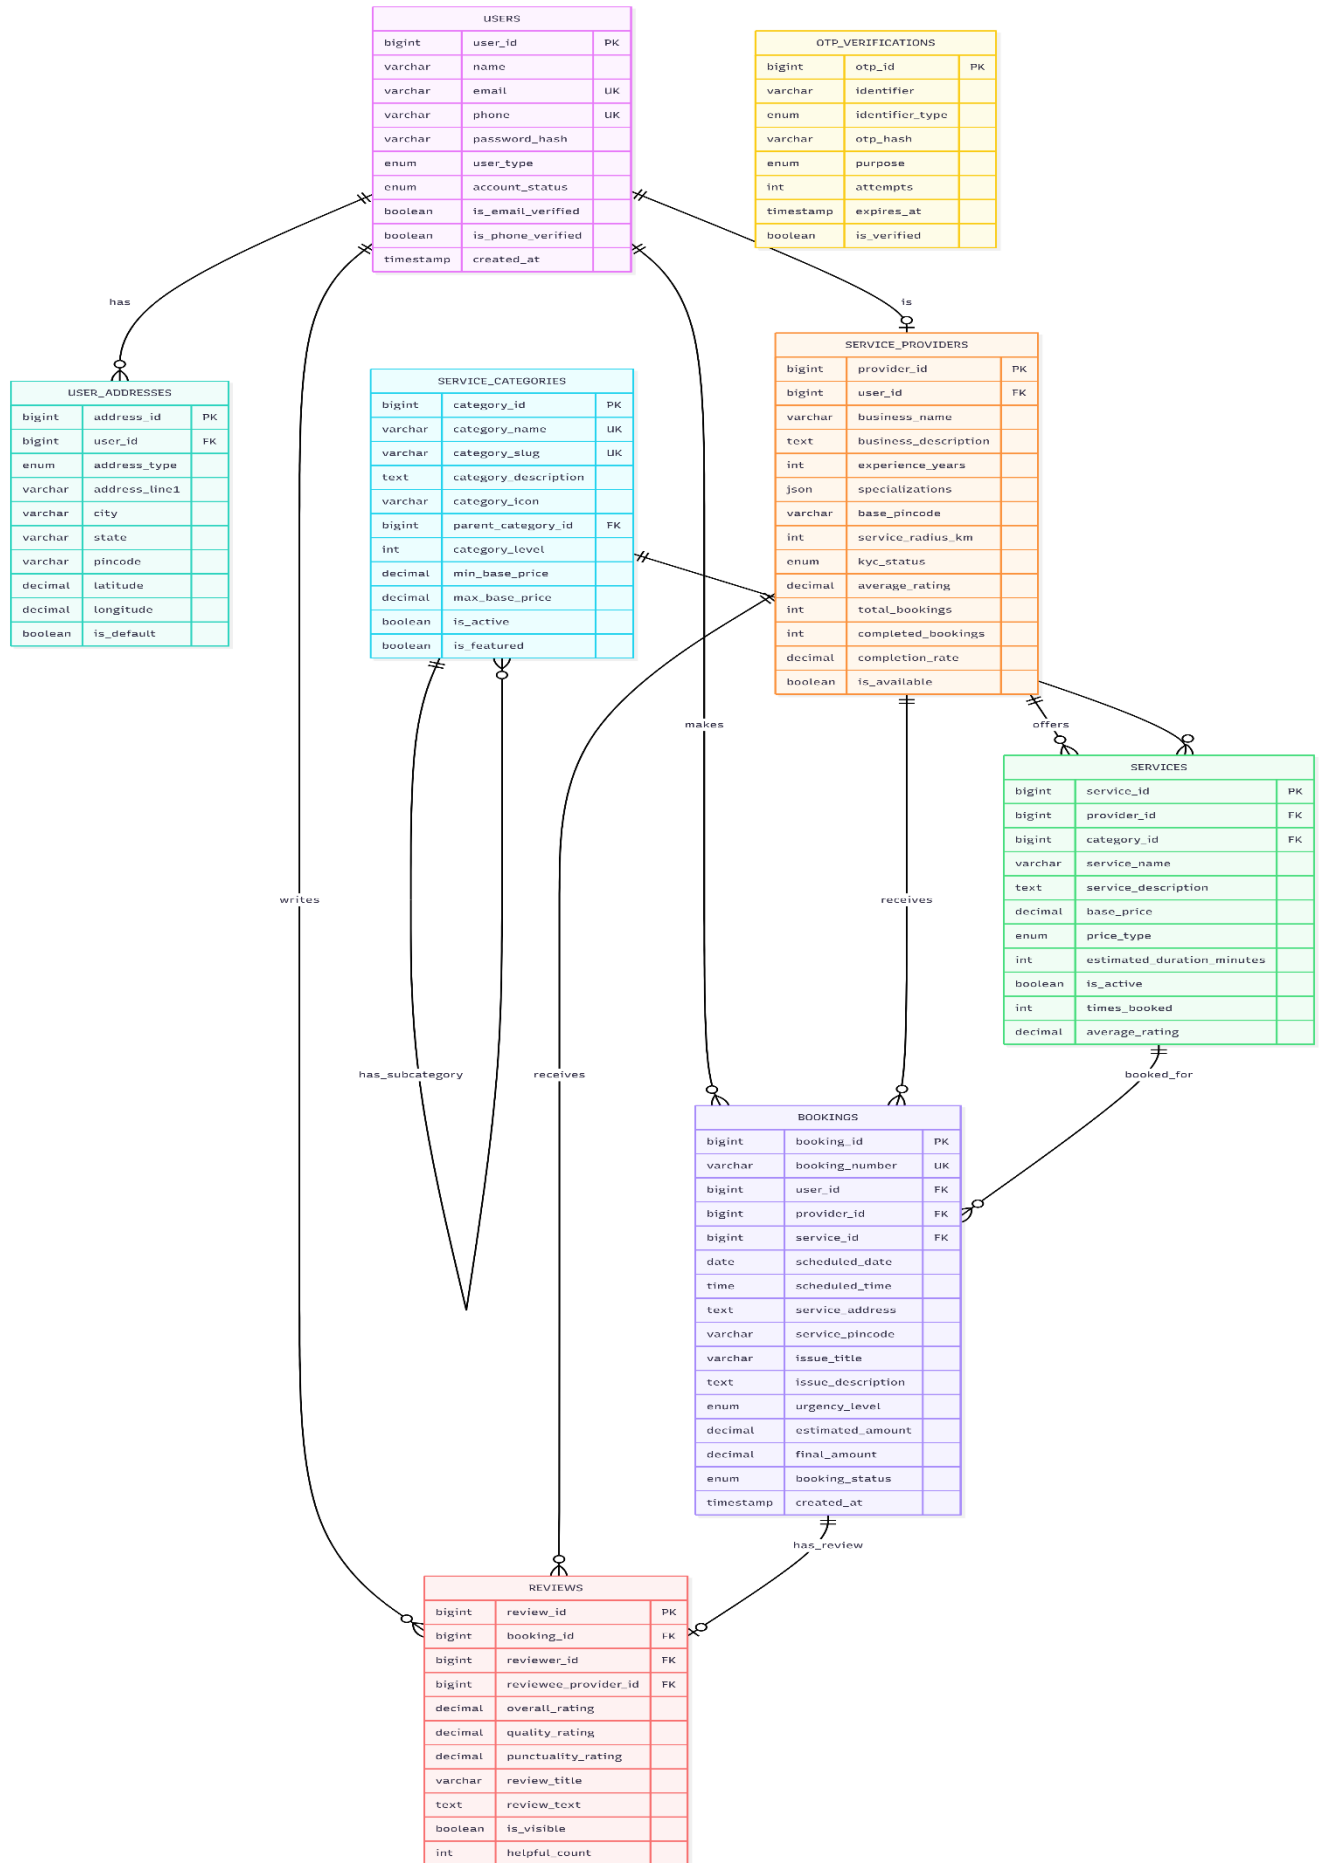 USERS
bigint user_id PK
varchar name
varchar email UK
varchar phone UK
varchar password_hash
enum user_type
enum account_status
boolean is_email_verified
boolean is_phone_verified
timestamp created_at
OTP_VERIFICATIONS
bigint otp_id PK
varchar identifier
enum identifier_type
varchar otp_hash
enum purpose
int attempts
timestamp expires_at
boolean is_verified
has
is
USER_ADDRESSES
bigint address_id PK
bigint user_id FK
enum address_type
varchar address_line1
varchar city
varchar state
varchar pincode
decimal latitude
decimal longitude
boolean is_default
SERVICE_CATEGORIES
bigint category_id PK
varchar category_name UK
varchar category_slug UK
text category_description
varchar category_icon
bigint parent_category_id FK
int category_level
decimal min_base_price
decimal max_base_price
boolean is_active
boolean is_featured
SERVICE_PROVIDERS
bigint provider_id PK
bigint user_id FK
varchar business_name
text business_description
int experience_years
json specializations
varchar base_pincode
int service_radius_km
enum kyc_status
decimal average_rating
int total_bookings
int completed_bookings
decimal completion_rate
boolean is_available
makes
offers
SERVICES
bigint service_id PK
bigint provider_id FK
bigint category_id FK
varchar service_name
text service_description
decimal base_price
enum price_type
int estimated_duration_minutes
boolean is_active
int times_booked
decimal average_rating
writes
receives
has_subcategory
receives
booked_for
BOOKINGS
bigint booking_id PK
varchar booking_number UK
bigint user_id FK
bigint provider_id FK
bigint service_id FK
date scheduled_date
time scheduled_time
text service_address
varchar service_pincode
varchar issue_title
text issue_description
enum urgency_level
decimal estimated_amount
decimal final_amount
enum booking_status
timestamp created_at
has_review
REVIEWS
bigint review_id PK
bigint booking_id FK
bigint reviewer_id FK
bigint reviewee_provider_id FK
decimal overall_rating
decimal quality_rating
decimal punctuality_rating
varchar review_title
text review_text
boolean is_visible
int helpful_count